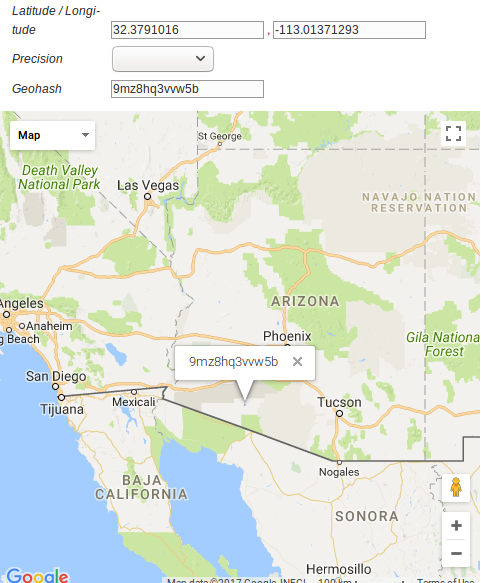 Latitude / Longi-
tude
32.3791016 , -113.01371293
Precision
Geohash
9mz8hq3vvw5b
Map
St George
Death Valley
National Park
Las Vegas
NAVAJO NATION
RESERVATION
Angeles
Anaheim
g Beach
ARIZONA
Phoenix
Gila National
Forest
9mz8hq3vvw5b
San Diego
Tijuana
Mexicali
Tucson
Nogales
BAJA
CALIFORNIA
SONORA
Hermosillo
Google
Map data ©2017 Google, INEGI
100 km
Terms of Use